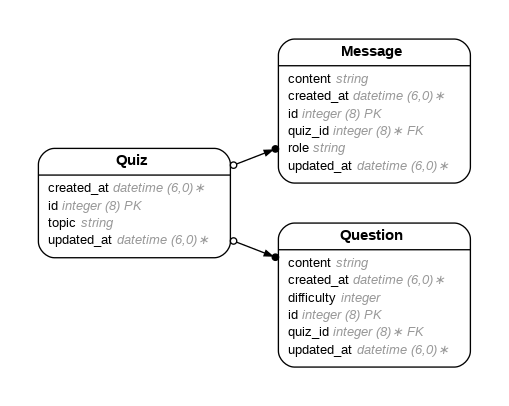 Message
content string
created_at datetime (6,0)∗
id integer (8) PK
quiz_id integer (8)∗ FK
role string
updated_at datetime (6,0)∗
Quiz
created_at datetime (6,0)∗
id integer (8) PK
topic string
updated_at datetime (6,0)∗
Question
content string
created_at datetime (6,0)∗
difficulty integer
id integer (8) PK
quiz_id integer (8)∗ FK
updated_at datetime (6,0)∗